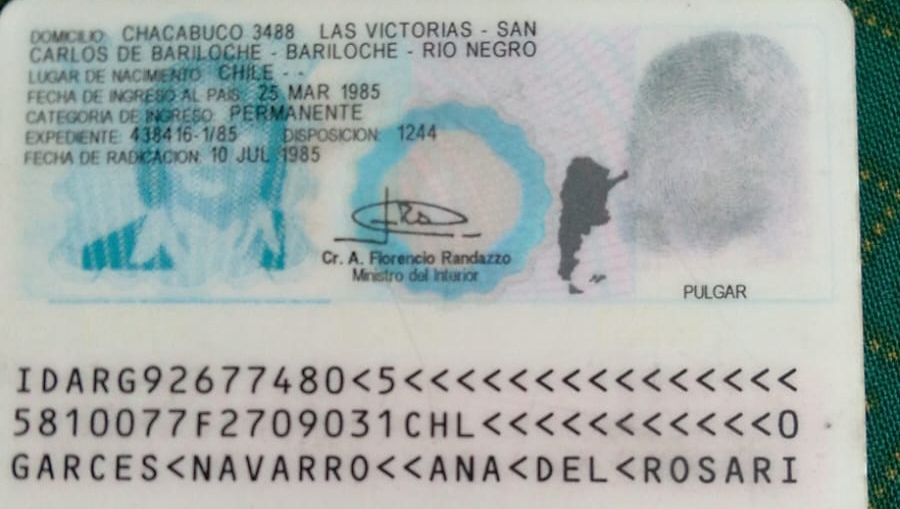 DOMICILIO: CHACABUCO 3488 LAS VICTORIAS - SAN
CARLOS DE BARILOCHE - BARILOCHE - RIO NEGRO
LUGAR DE NACIMIENTO: CHILE - -
FECHA DE INGRESO AL PAIS: 25 MAR 1985
CATEGORIA DE INGRESO: PERMANENTE
EXPEDIENTE: 438416-1/85 DISPOSICION: 1244
FECHA DE RADICACION: 10 JUL 1985
Cr. A. Florencio Randazzo
Ministro del Interior
PULGAR
IDARG92677480<5<<<<<<<<<<<<<<<
5810077F2709031CHL<<<<<<<<<<<0
GARCES<NAVARRO<<ANA<DEL<ROSARI